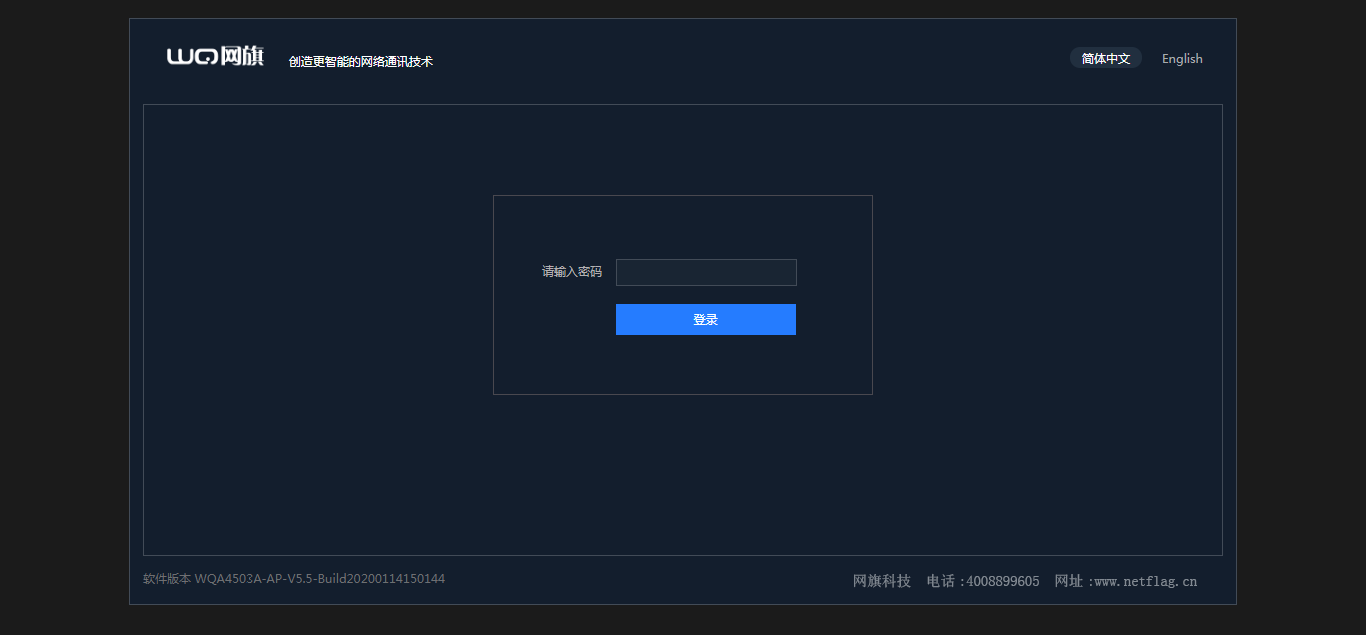 WQ网旗 创造更智能的网络通讯技术 简体中文 English
请输入密码
登录
软件版本 WQA4503A-AP-V5.5-Build20200114150144 网旗科技 电话 :4008899605 网址 :www.netflag.cn